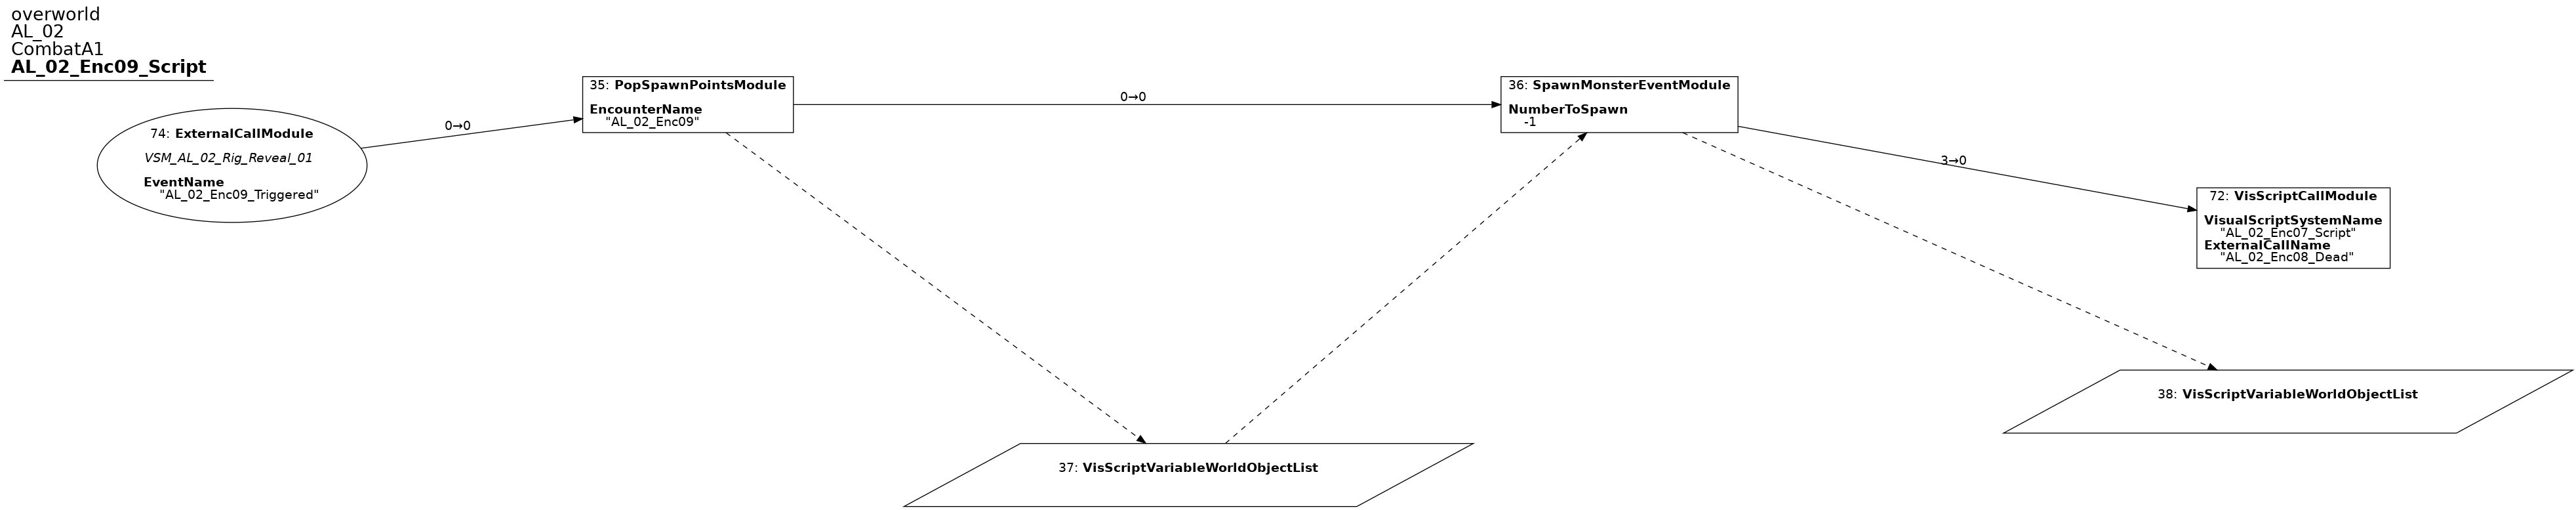 overworld
AL_02
CombatA1
AL_02_Enc09_Script
74: ExternalCallModule
VSM_AL_02_Rig_Reveal_01
EventName
"AL_02_Enc09_Triggered"
0→0
35: PopSpawnPointsModule
EncounterName
"AL_02_Enc09"
0→0
36: SpawnMonsterEventModule
NumberToSpawn
-1
3→0
72: VisScriptCallModule
VisualScriptSystemName
"AL_02_Enc07_Script"
ExternalCallName
"AL_02_Enc08_Dead"
38: VisScriptVariableWorldObjectList
37: VisScriptVariableWorldObjectList